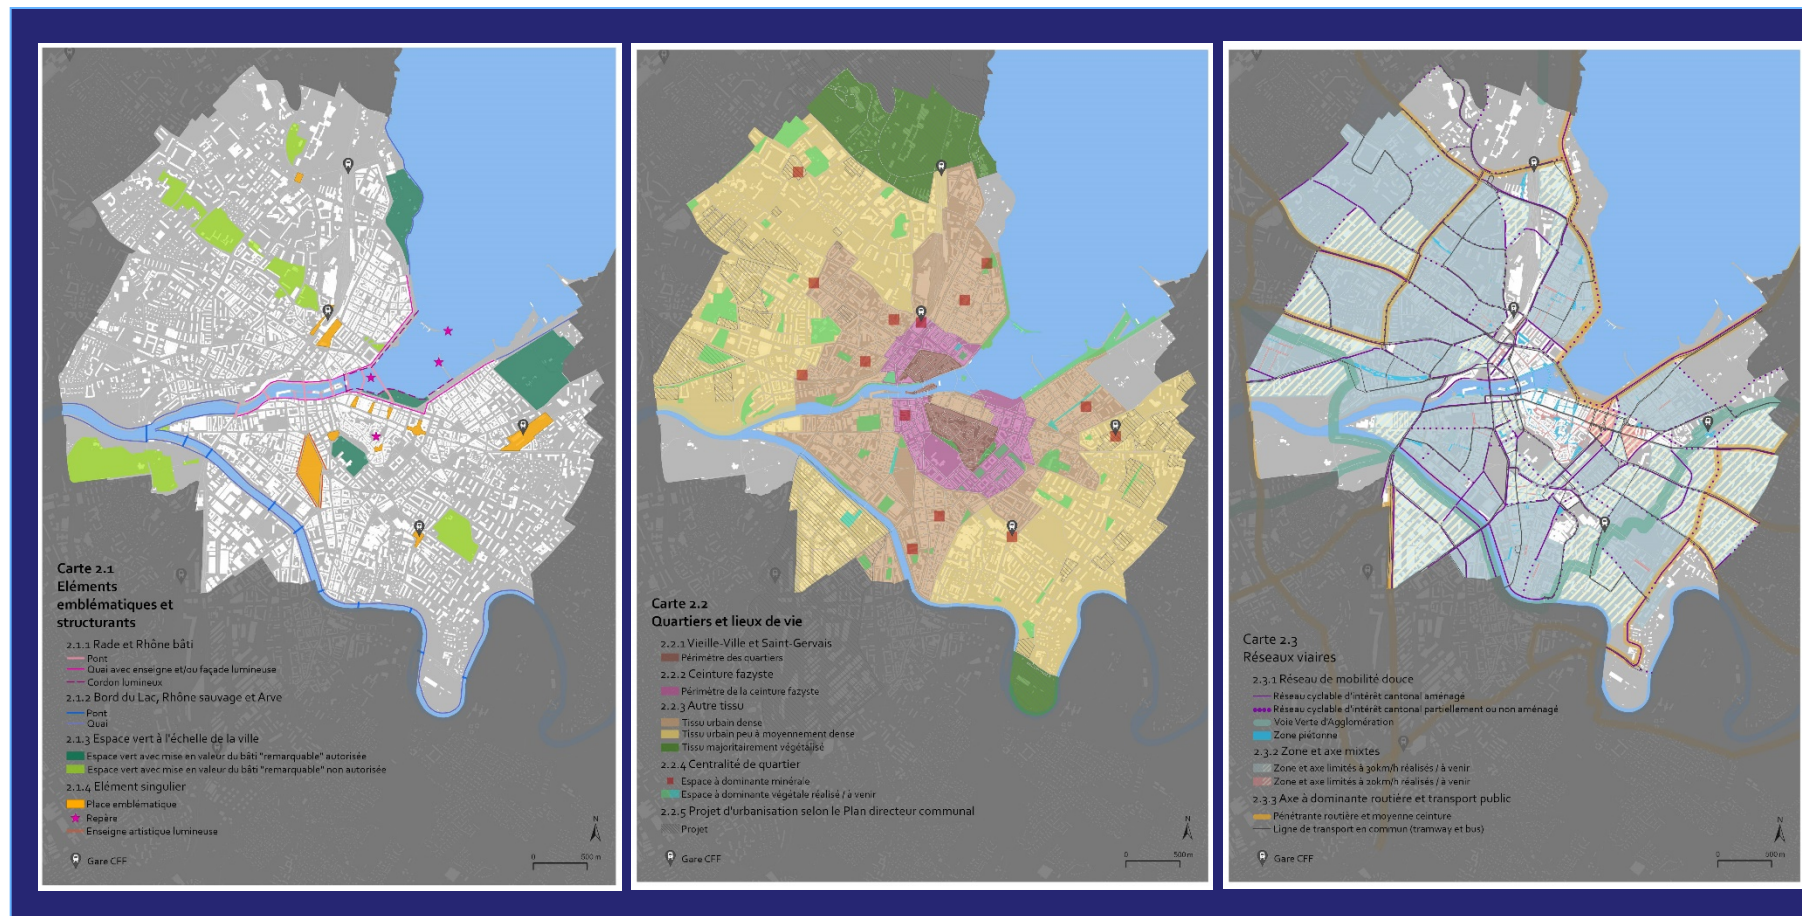 Carte 2.1
Eléments
emblématiques et
structurants
2.1.1 Rade et Rhône bâti
Pont
Quai avec enseigne et/ou façade lumineuse
Cordon lumineux
2.1.2 Bord du Lac, Rhône sauvage et Arve
Pont
Quai
2.1.3 Espace vert à l'échelle de la ville
Espace vert avec mise en valeur du bâti "remarquable" autorisée
Espace vert avec mise en valeur du bâti "remarquable" non autorisée
2.1.4 Elément singulier
Place emblématique
Repère
Enseigne artistique lumineuse
Gare CFF
N
0 500 m
Carte 2.2
Quartiers et lieux de vie
2.2.1 Vieille-Ville et Saint-Gervais
Périmètre des quartiers
2.2.2 Ceinture fazyste
Périmètre de la ceinture fazyste
2.2.3 Autre tissu
Tissu urbain dense
Tissu urbain peu à moyennement dense
Tissu majoritairement végétalisé
2.2.4 Centralité de quartier
Espace à dominante minérale
Espace à dominante végétale réalisé / à venir
2.2.5 Projet d'urbanisation selon le Plan directeur communal
Projet
Gare CFF
N
0 500 m
Carte 2.3
Réseaux viaires
2.3.1 Réseau de mobilité douce
Réseau cyclable d'intérêt cantonal aménagé
Réseau cyclable d'intérêt cantonal partiellement ou non aménagé
Voie Verte d'Agglomération
Zone piétonne
2.3.2 Zone et axe mixtes
Zone et axe limités à 30km/h réalisés / à venir
Zone et axe limités à 20km/h réalisés / à venir
2.3.3 Axe à dominante routière et transport public
Pénétrante routière et moyenne ceinture
Ligne de transport en commun (tramway et bus)
Gare CFF
N
0 500 m